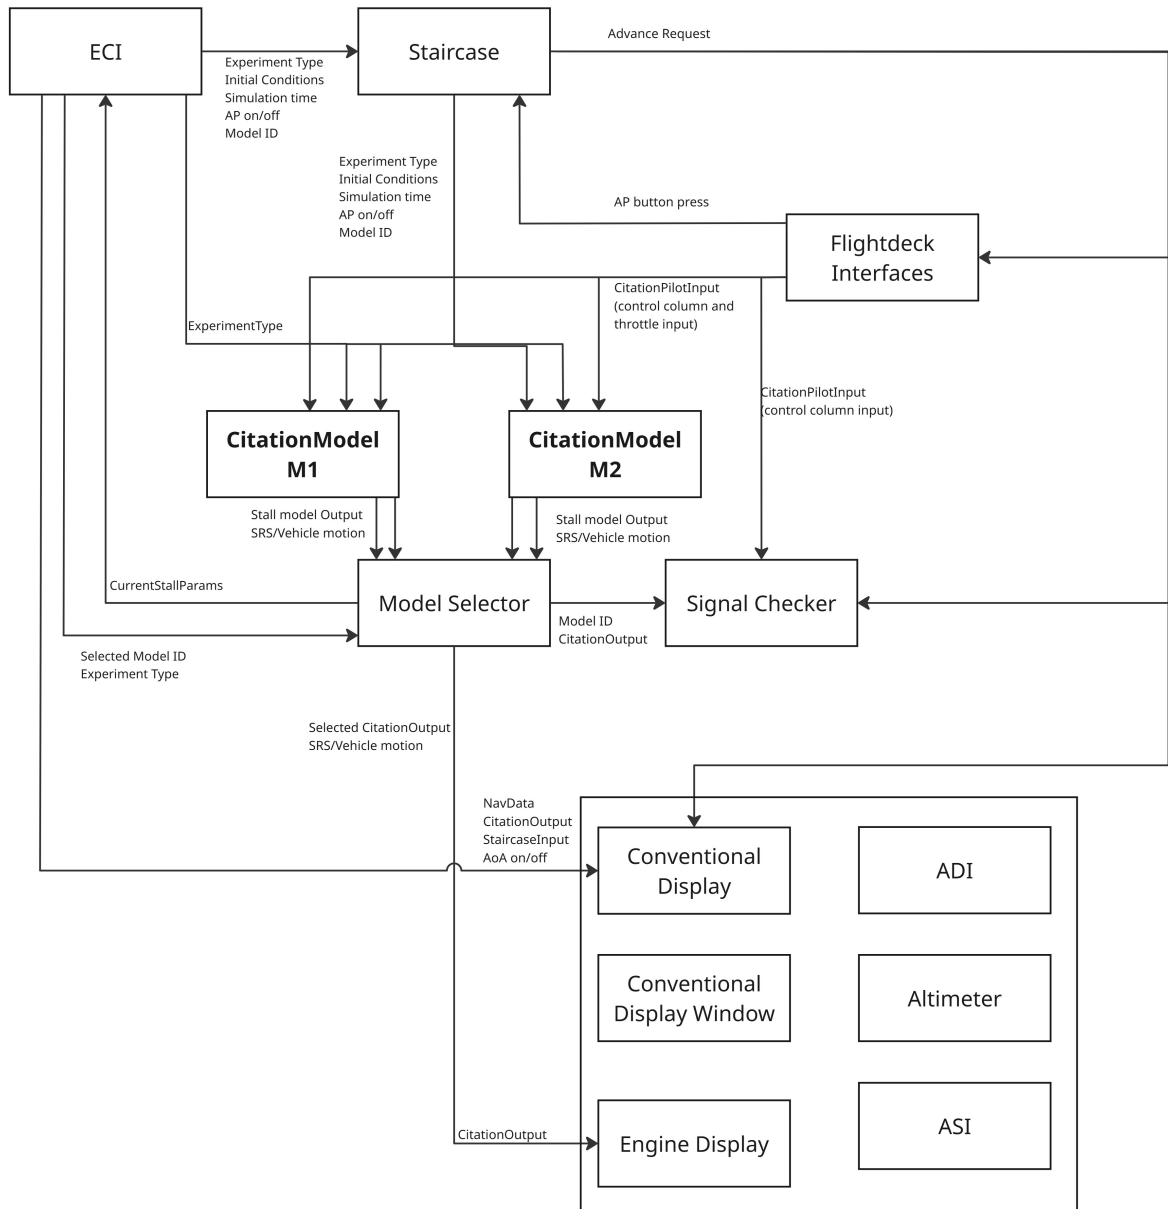 ECI
Staircase
Advance Request
Experiment Type
Initial Conditions
Simulation time
AP on/off
Model ID
Experiment Type
Initial Conditions
Simulation time
AP on/off
Model ID
AP button press
Flightdeck
Interfaces
CitationPilotInput
(control column and
throttle input)
ExperimentType
CitationPilotInput
(control column input)
CitationModel
M1
CitationModel
M2
Stall model Output
SRS/Vehicle motion
Stall model Output
SRS/Vehicle motion
CurrentStallParams
Model Selector
Signal Checker
Model ID
CitationOutput
Selected Model ID
Experiment Type
Selected CitationOutput
SRS/Vehicle motion
NavData
CitationOutput
StaircaseInput
AoA on/off
Conventional
Display
ADI
Conventional
Display Window
Altimeter
CitationOutput
Engine Display
ASI